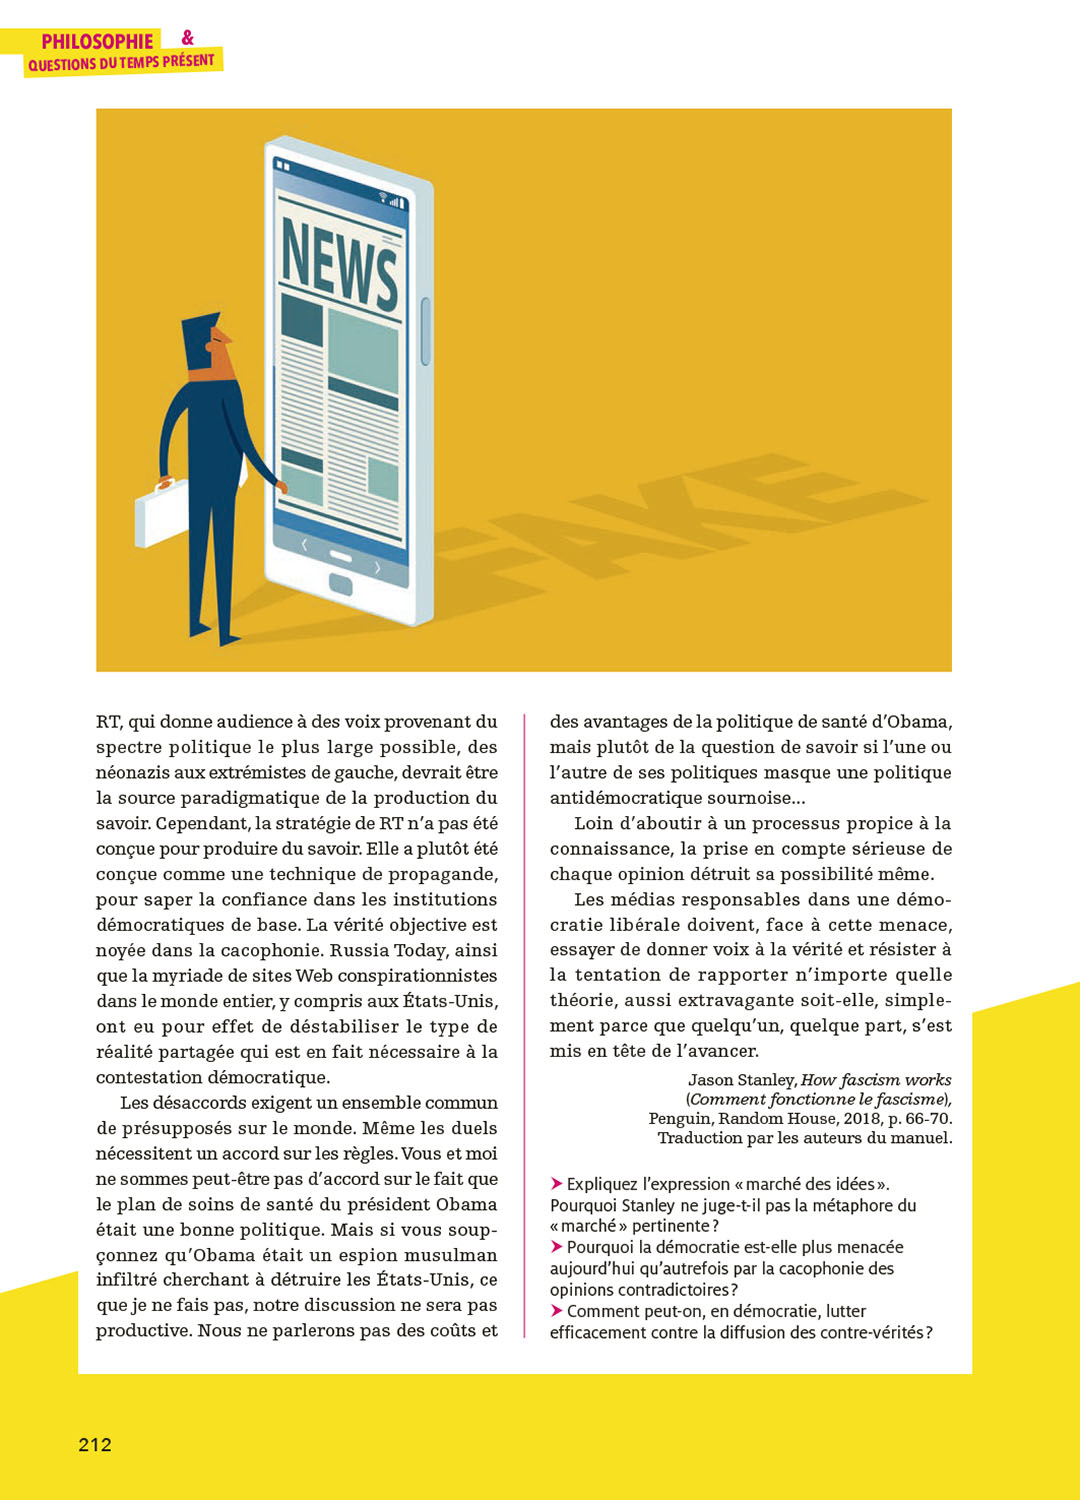 PHILOSOPHIE &
QUESTIONS DU TEMPS PRÉSENT
NEWS
FAKE
RT, qui donne audience à des voix provenant du
spectre politique le plus large possible, des
néonazis aux extrémistes de gauche, devrait être
la source paradigmatique de la production du
savoir. Cependant, la stratégie de RT n’a pas été
conçue pour produire du savoir. Elle a plutôt été
conçue comme une technique de propagande,
pour saper la confiance dans les institutions
démocratiques de base. La vérité objective est
noyée dans la cacophonie. Russia Today, ainsi
que la myriade de sites Web conspirationnistes
dans le monde entier, y compris aux États-Unis,
ont eu pour effet de déstabiliser le type de
réalité partagée qui est en fait nécessaire à la
contestation démocratique.
Les désaccords exigent un ensemble commun
de présupposés sur le monde. Même les duels
nécessitent un accord sur les règles. Vous et moi
ne sommes peut-être pas d’accord sur le fait que
le plan de soins de santé du président Obama
était une bonne politique. Mais si vous soup-
çonnez qu’Obama était un espion musulman
infiltré cherchant à détruire les États-Unis, ce
que je ne fais pas, notre discussion ne sera pas
productive. Nous ne parlerons pas des coûts et
des avantages de la politique de santé d’Obama,
mais plutôt de la question de savoir si l’une ou
l’autre de ses politiques masque une politique
antidémocratique sournoise...
Loin d’aboutir à un processus propice à la
connaissance, la prise en compte sérieuse de
chaque opinion détruit sa possibilité même.
Les médias responsables dans une démo-
cratie libérale doivent, face à cette menace,
essayer de donner voix à la vérité et résister à
la tentation de rapporter n’importe quelle
théorie, aussi extravagante soit-elle, simple-
ment parce que quelqu’un, quelque part, s’est
mis en tête de l’avancer.
Jason Stanley, How fascism works
(Comment fonctionne le fascisme),
Penguin, Random House, 2018, p. 66-70.
Traduction par les auteurs du manuel.
➤ Expliquez l’expression « marché des idées ».
Pourquoi Stanley ne juge-t-il pas la métaphore du
« marché » pertinente ?
➤ Pourquoi la démocratie est-elle plus menacée
aujourd’hui qu’autrefois par la cacophonie des
opinions contradictoires ?
➤ Comment peut-on, en démocratie, lutter
efficacement contre la diffusion des contre-vérités ?
212